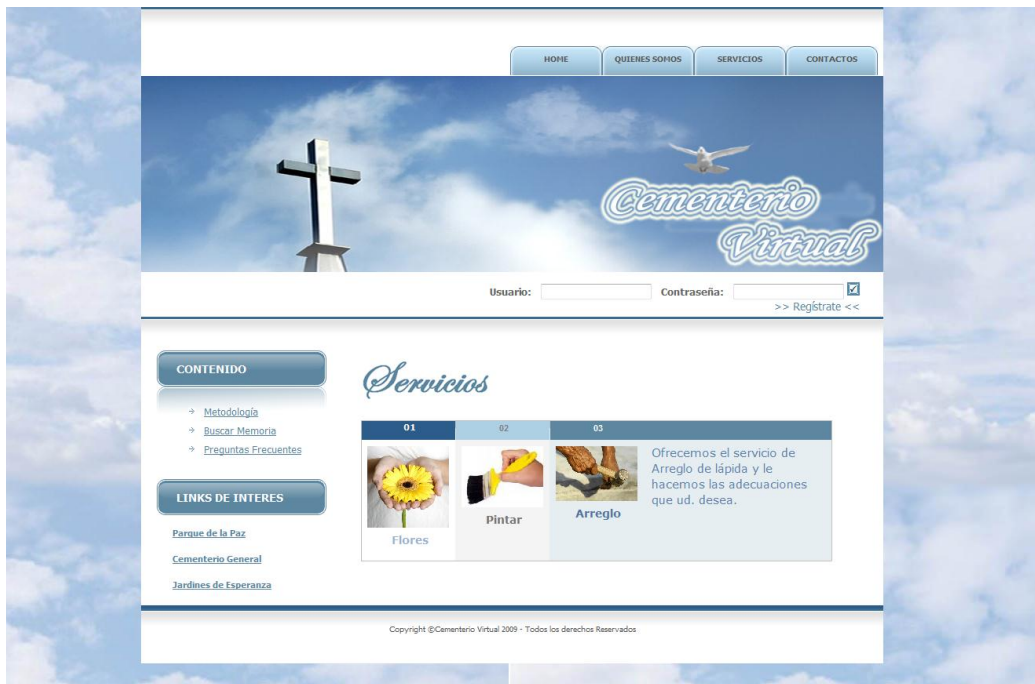 HOME
QUIENES SOMOS
SERVICIOS
CONTACTOS
Cementerio
Virtual
Usuario:
Contraseña:
>> Regístrate <<
CONTENIDO
Metodología
Buscar Memoria
Preguntas Frecuentes
LINKS DE INTERES
Parque de la Paz
Cementerio General
Jardines de Esperanza
Servicios
01
Flores
02
Pintar
03
Arreglo
Ofrecemos el servicio de
Arreglo de lápida y le
hacemos las adecuaciones
que ud. desea.
Copyright @Cementerio Virtual 2009 - Todos los derechos Reservados